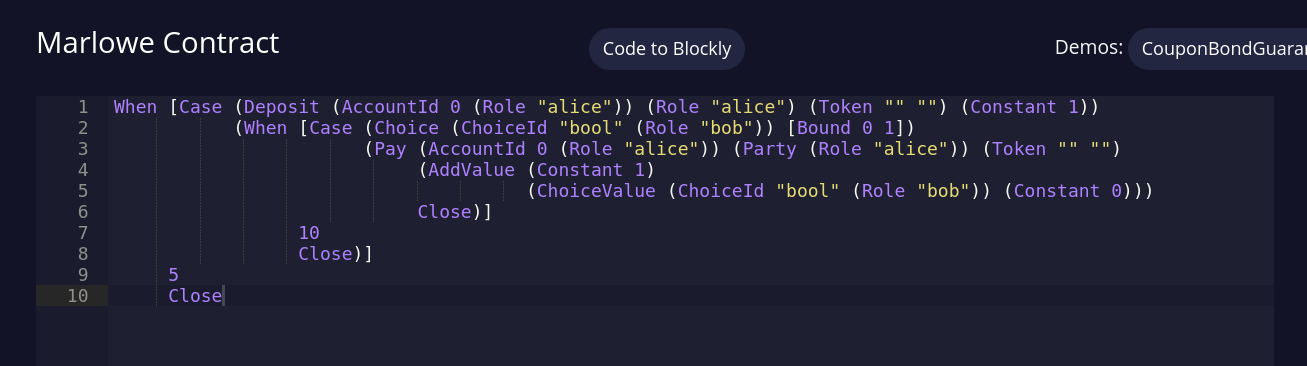 Marlowe Contract
Code to Blockly
Demos: CouponBondGuaran
1 When [Case (Deposit (AccountId 0 (Role "alice")) (Role "alice") (Token "" "") (Constant 1))
2 (When [Case (Choice (ChoiceId "bool" (Role "bob")) [Bound 0 1])
3 (Pay (AccountId 0 (Role "alice")) (Party (Role "alice")) (Token "" "")
4 (AddValue (Constant 1)
5 (ChoiceValue (ChoiceId "bool" (Role "bob")) (Constant 0)))
6 Close)]
7 10
8 Close)]
9 5
10 Close